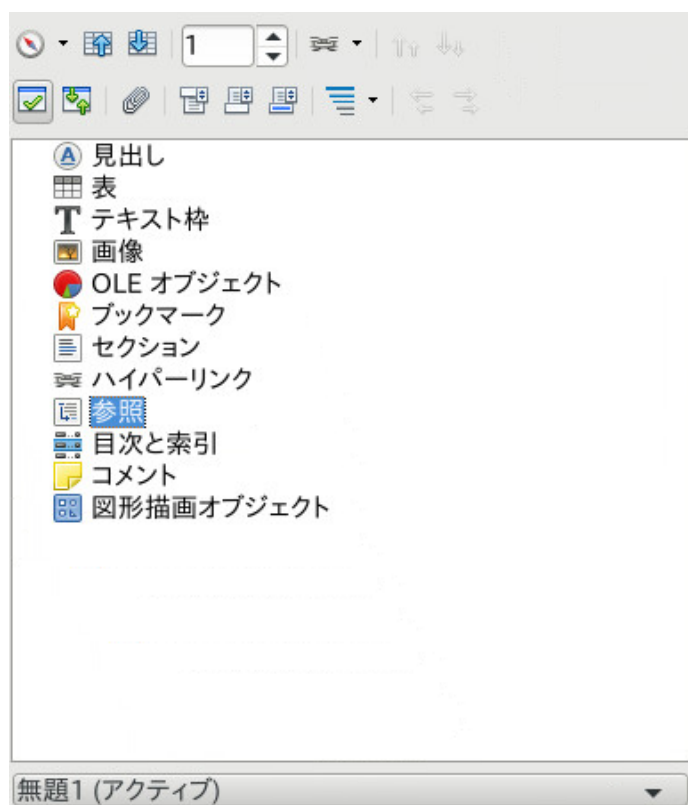 1
見出し
表
テキスト枠
画像
OLE オブジェクト
ブックマーク
セクション
ハイパーリンク
参照
目次と索引
コメント
図形描画オブジェクト
無題1 (アクティブ)